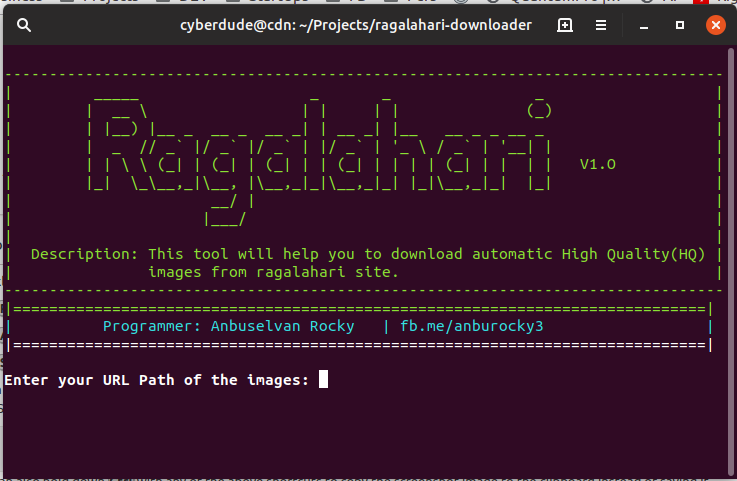 cyberdude@cdn: ~/Projects/ragalahari-downloader
Ragalahari
V1.0
Description: This tool will help you to download automatic High Quality(HQ)
images from ragalahari site.
Programmer: Anbuselvan Rocky | fb.me/anburocky3
Enter your URL Path of the images: